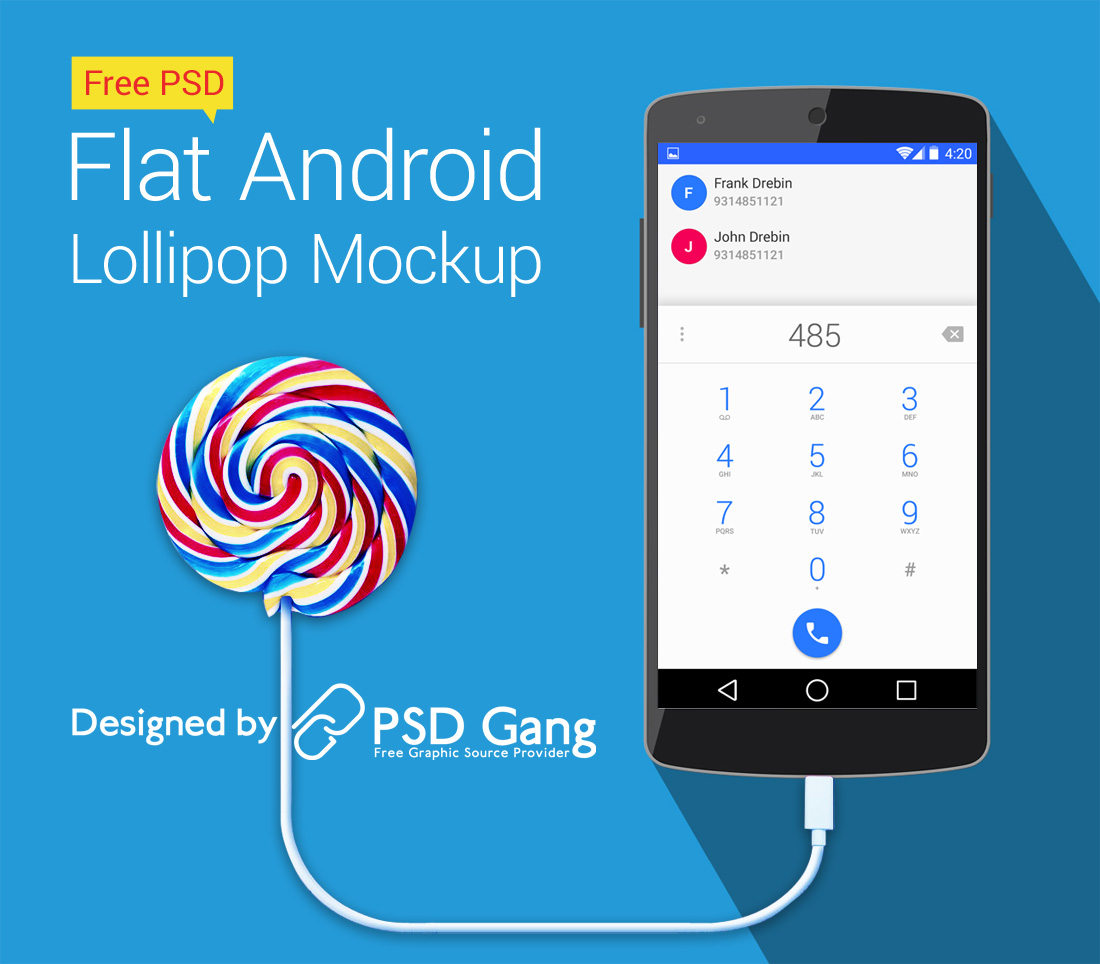 Free PSD
Flat Android
Lollipop Mockup
4:20
F
Frank Drebin
9314851121
J
John Drebin
9314851121
485
1 2 3
ABC DEF
4 5 6
GHI JKL MNO
7 8 9
PQRS TUV WXYZ
* 0 #
+
Designed by PSD Gang
Free Graphic Source Provider